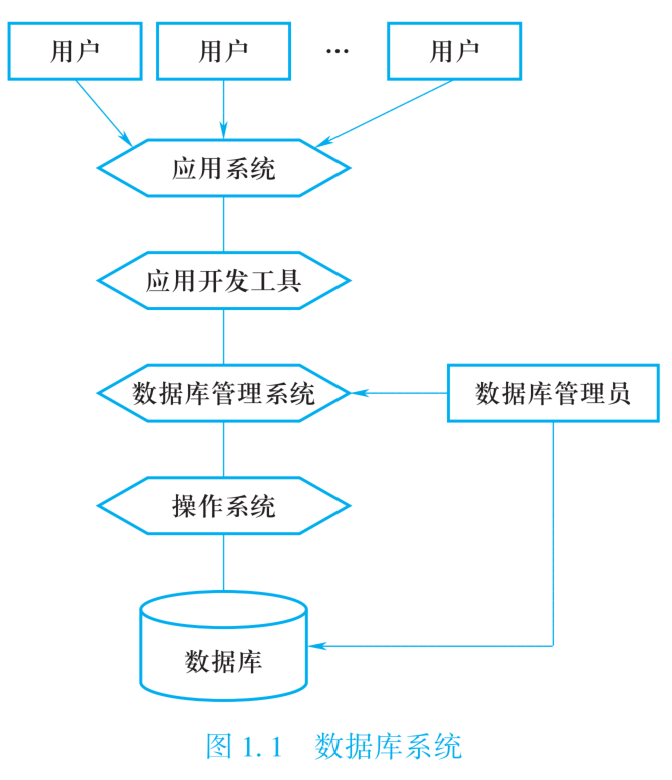 用户
用户
…
用户
应用系统
应用开发工具
数据库管理系统
数据库管理员
操作系统
数据库
图 1.1 数据库系统